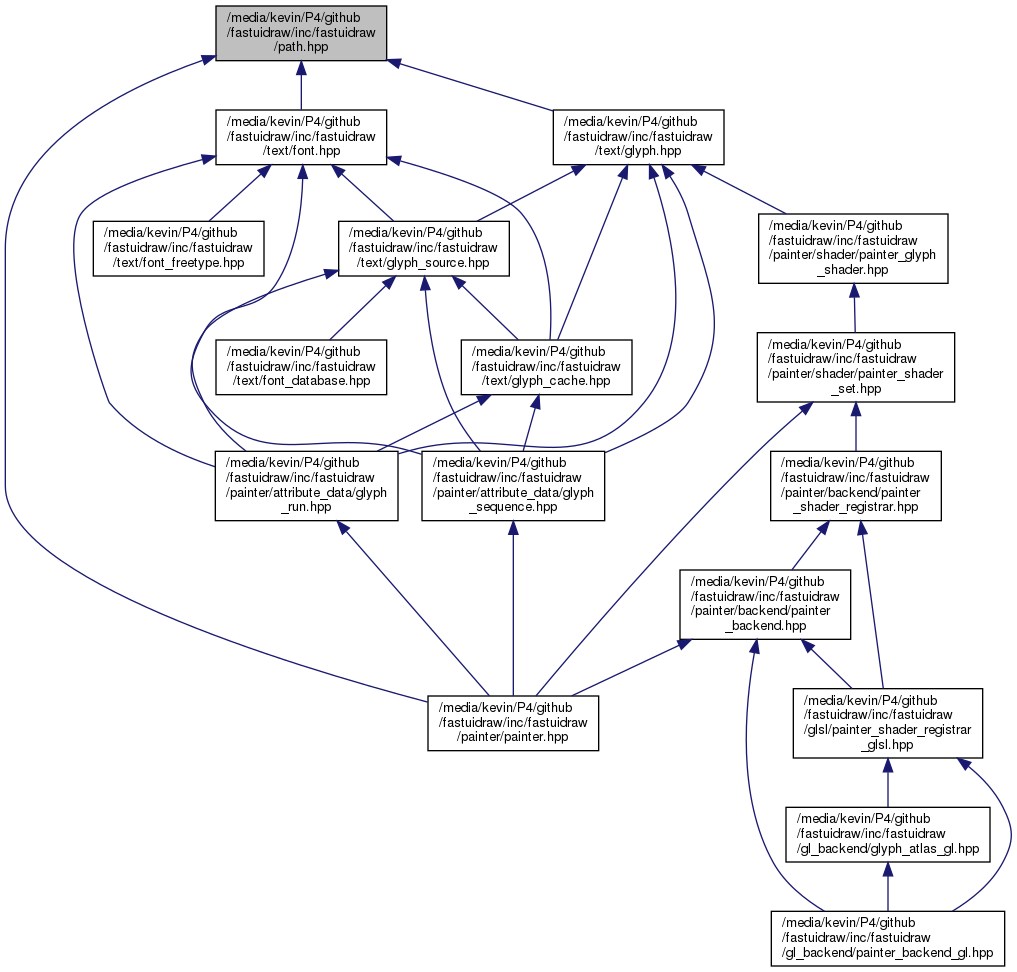 /media/kevin/P4/github
/fastuidraw/inc/fastuidraw
/path.hpp
/media/kevin/P4/github
/fastuidraw/inc/fastuidraw
/text/font.hpp
/media/kevin/P4/github
/fastuidraw/inc/fastuidraw
/text/glyph.hpp
/media/kevin/P4/github
/fastuidraw/inc/fastuidraw
/text/font_freetype.hpp
/media/kevin/P4/github
/fastuidraw/inc/fastuidraw
/text/glyph_source.hpp
/media/kevin/P4/github
/fastuidraw/inc/fastuidraw
/painter/shader/painter_glyph
_shader.hpp
/media/kevin/P4/github
/fastuidraw/inc/fastuidraw
/text/font_database.hpp
/media/kevin/P4/github
/fastuidraw/inc/fastuidraw
/text/glyph_cache.hpp
/media/kevin/P4/github
/fastuidraw/inc/fastuidraw
/painter/shader/painter_shader
_set.hpp
/media/kevin/P4/github
/fastuidraw/inc/fastuidraw
/painter/attribute_data/glyph
_run.hpp
/media/kevin/P4/github
/fastuidraw/inc/fastuidraw
/painter/attribute_data/glyph
_sequence.hpp
/media/kevin/P4/github
/fastuidraw/inc/fastuidraw
/painter/backend/painter
_shader_registrar.hpp
/media/kevin/P4/github
/fastuidraw/inc/fastuidraw
/painter/backend/painter
_backend.hpp
/media/kevin/P4/github
/fastuidraw/inc/fastuidraw
/painter/painter.hpp
/media/kevin/P4/github
/fastuidraw/inc/fastuidraw
/glsl/painter_shader_registrar
_glsl.hpp
/media/kevin/P4/github
/fastuidraw/inc/fastuidraw
/gl_backend/glyph_atlas_gl.hpp
/media/kevin/P4/github
/fastuidraw/inc/fastuidraw
/gl_backend/painter_backend_gl.hpp